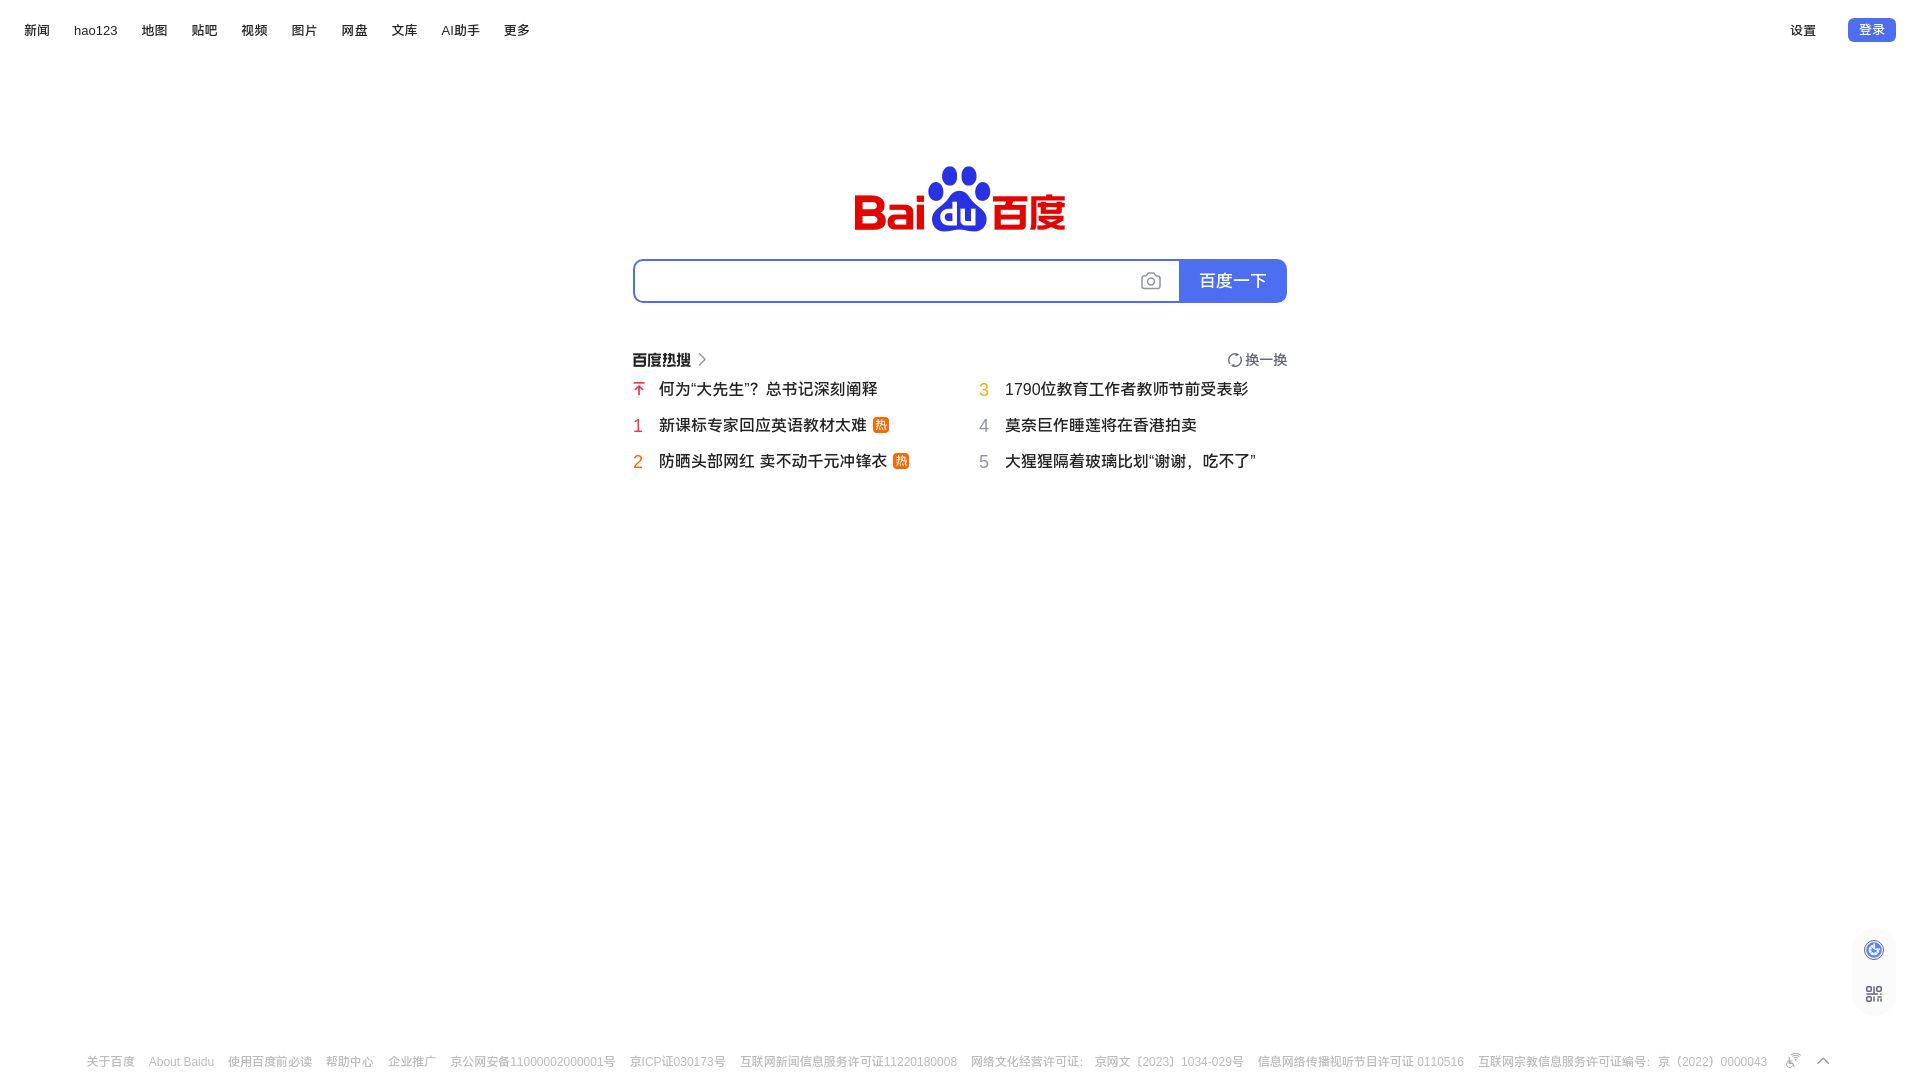 新闻 hao123 地图 贴吧 视频 图片 网盘 文库 AI助手 更多 设置 登录
Bai du 百度
百度一下
百度热搜 换一换
何为“大先生”？总书记深刻阐释
1 新课标专家回应英语教材太难 热
2 防晒头部网红 卖不动千元冲锋衣 热
3 1790位教育工作者教师节前受表彰
4 莫奈巨作睡莲将在香港拍卖
5 大猩猩隔着玻璃比划“谢谢，吃不了”
关于百度 About Baidu 使用百度前必读 帮助中心 企业推广 京公网安备11000002000001号 京ICP证030173号 互联网新闻信息服务许可证11220180008 网络文化经营许可证： 京网文〔2023〕1034-029号 信息网络传播视听节目许可证 0110516 互联网宗教信息服务许可证编号：京（2022）0000043